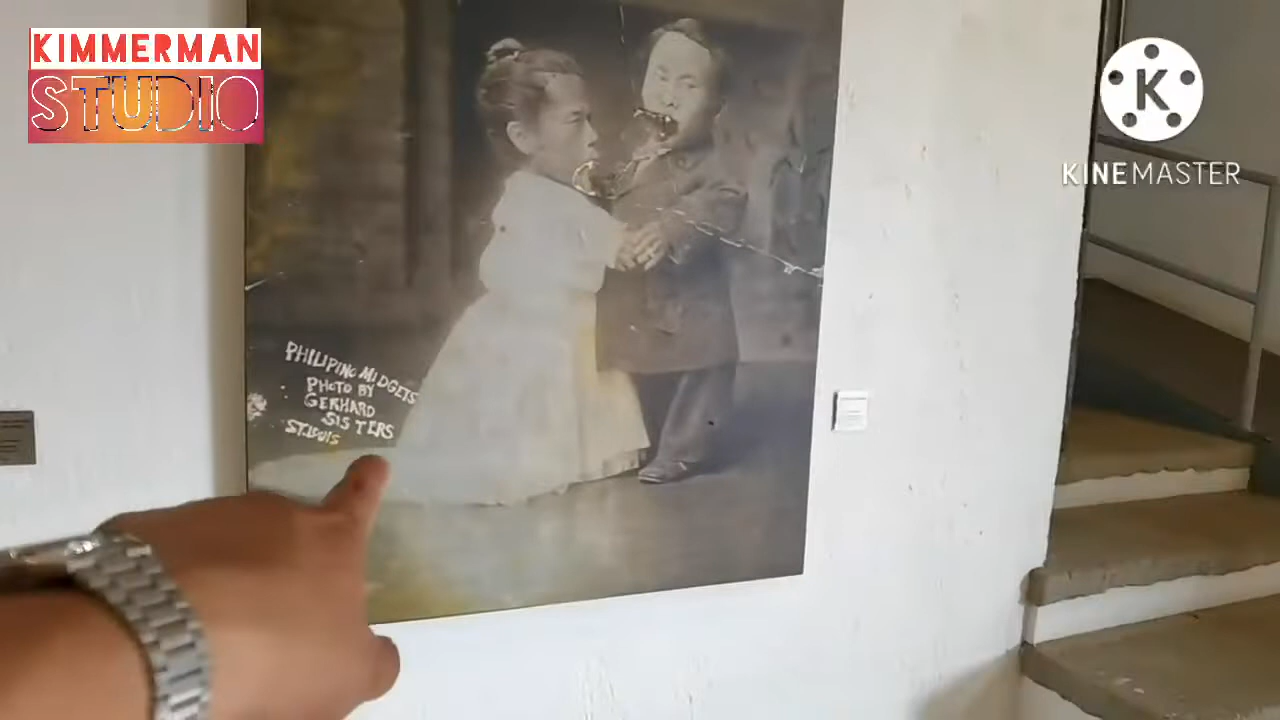 KIMMERMAN
STUDIO
K
KINEMASTER
PHILIPINO MIDGETS
PHOTO BY
GERHARD
SISTERS
ST.LOUIS